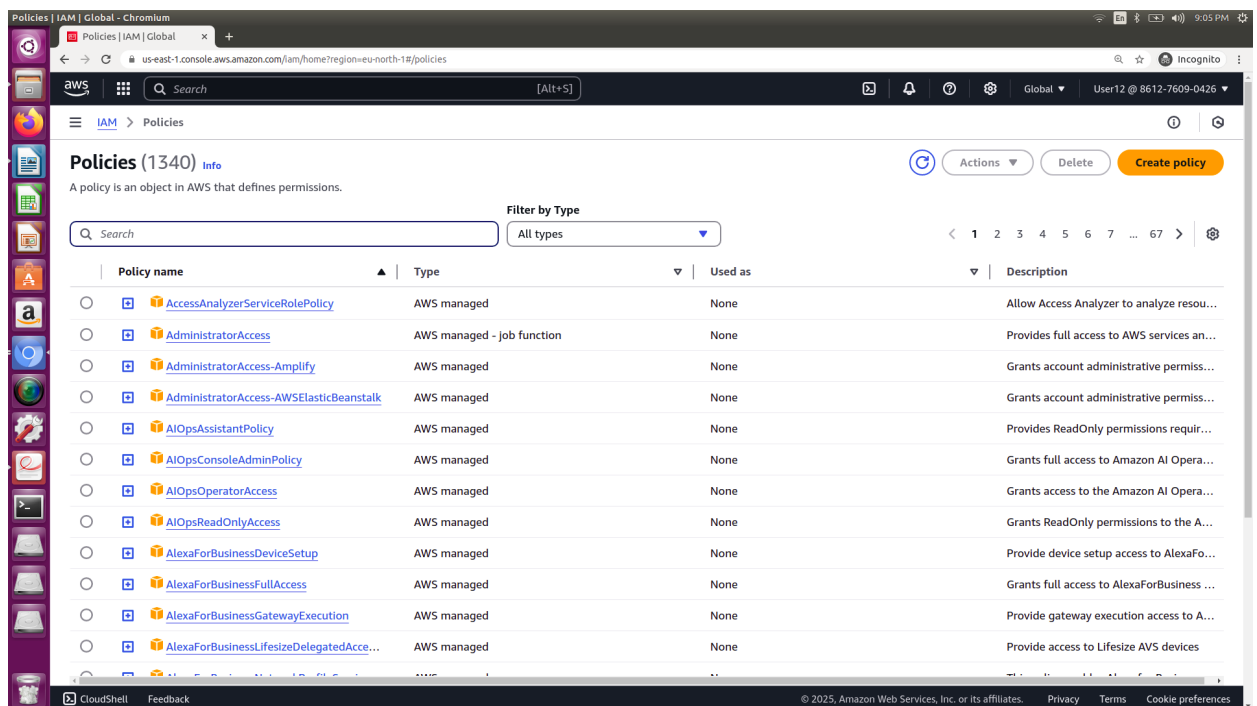 Policies | IAM | Global - Chromium
En
9:05 PM
Policies | IAM | Global
us-east-1.console.aws.amazon.com/iam/home?region=eu-north-1#/policies
Incognito
aws
Search
[Alt+S]
Global
User12 @ 8612-7609-0426
IAM > Policies
Policies (1340) Info
Actions
Delete
Create policy
A policy is an object in AWS that defines permissions.
Filter by Type
Search
All types
1 2 3 4 5 6 7 ... 67
Policy name Type Used as Description
AccessAnalyzerServiceRolePolicy AWS managed None Allow Access Analyzer to analyze resou...
AdministratorAccess AWS managed - job function None Provides full access to AWS services an...
AdministratorAccess-Amplify AWS managed None Grants account administrative permiss...
AdministratorAccess-AWSElasticBeanstalk AWS managed None Grants account administrative permiss...
AIOpsAssistantPolicy AWS managed None Provides ReadOnly permissions requir...
AIOpsConsoleAdminPolicy AWS managed None Grants full access to Amazon AI Opera...
AIOpsOperatorAccess AWS managed None Grants access to the Amazon AI Opera...
AIOpsReadOnlyAccess AWS managed None Grants ReadOnly permissions to the A...
AlexaForBusinessDeviceSetup AWS managed None Provide device setup access to AlexaFo...
AlexaForBusinessFullAccess AWS managed None Grants full access to AlexaForBusiness ...
AlexaForBusinessGatewayExecution AWS managed None Provide gateway execution access to A...
AlexaForBusinessLifesizeDelegatedAcce... AWS managed None Provide access to Lifesize AVS devices
CloudShell Feedback © 2025, Amazon Web Services, Inc. or its affiliates. Privacy Terms Cookie preferences